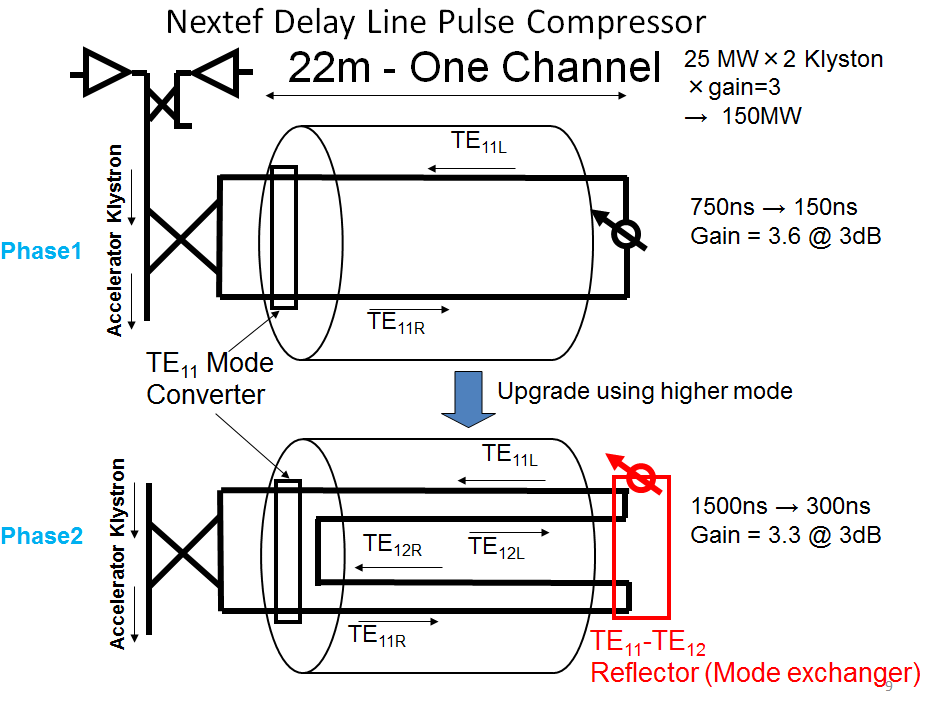 Nextef Delay Line Pulse Compressor
22m - One Channel
25 MW×2 Klyston
×gain=3
→ 150MW
TE11L
Accelerator Klystron
Phase1
750ns → 150ns
Gain = 3.6 @ 3dB
TE11R
TE11 Mode
Converter
Upgrade using higher mode
TE11L
Accelerator Klystron
Phase2
TE12R
TE12L
1500ns → 300ns
Gain = 3.3 @ 3dB
TE11R
TE11-TE12
Reflector (Mode exchanger)
9